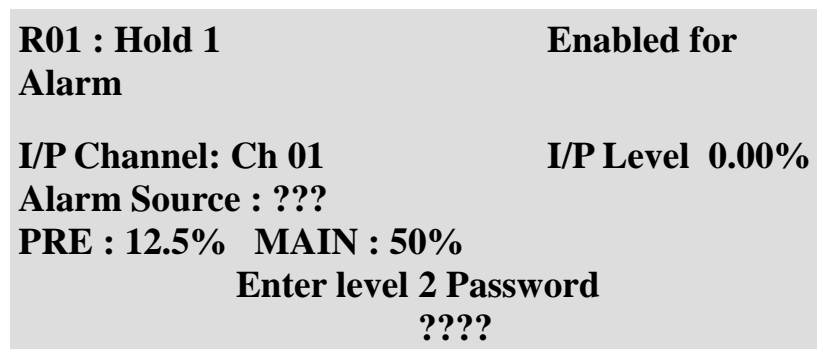 R01 : Hold 1 Enabled for
Alarm
I/P Channel: Ch 01 I/P Level 0.00%
Alarm Source : ???
PRE : 12.5% MAIN : 50%
Enter level 2 Password
????